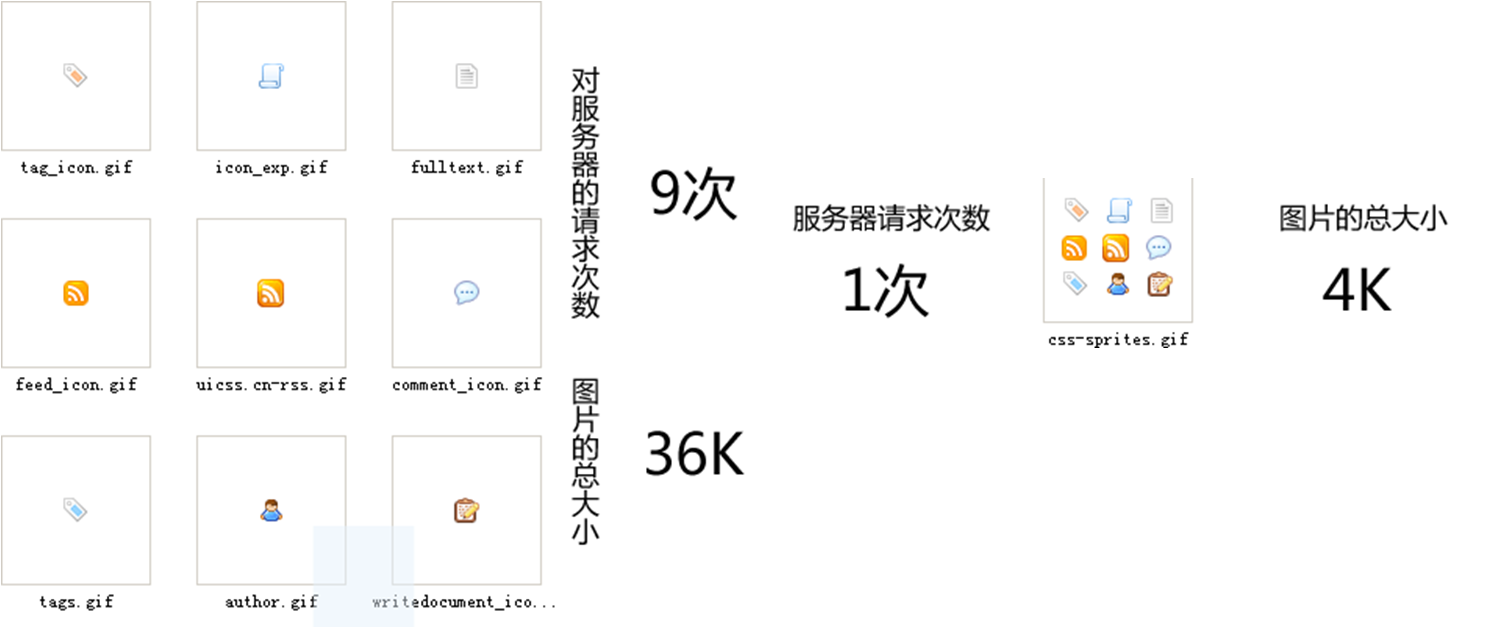 tag_icon.gif
icon_exp.gif
fulltext.gif
feed_icon.gif
uicss.cn-rss.gif
comment_icon.gif
tags.gif
author.gif
writedocument_ico...
对服务器的请求次数
9次
图片的总大小
36K
服务器请求次数
1次
css-sprites.gif
图片的总大小
4K